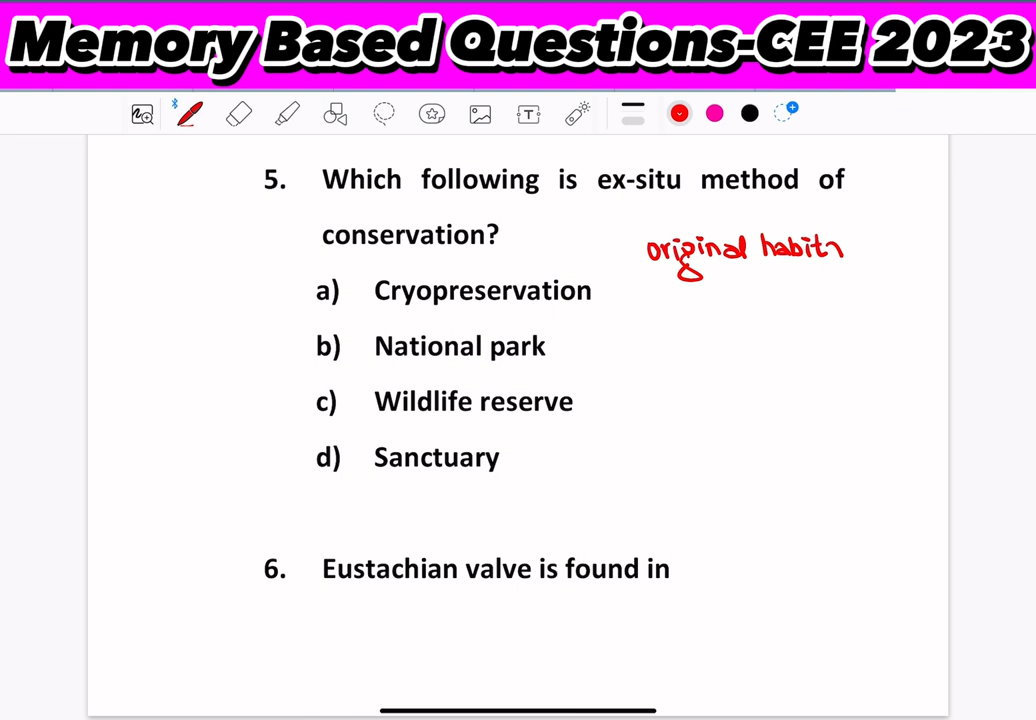 Memory Based Questions-CEE 2023
T
5. Which following is ex-situ method of
conservation?
original habit
a) Cryopreservation
b) National park
c) Wildlife reserve
d) Sanctuary
6. Eustachian valve is found in